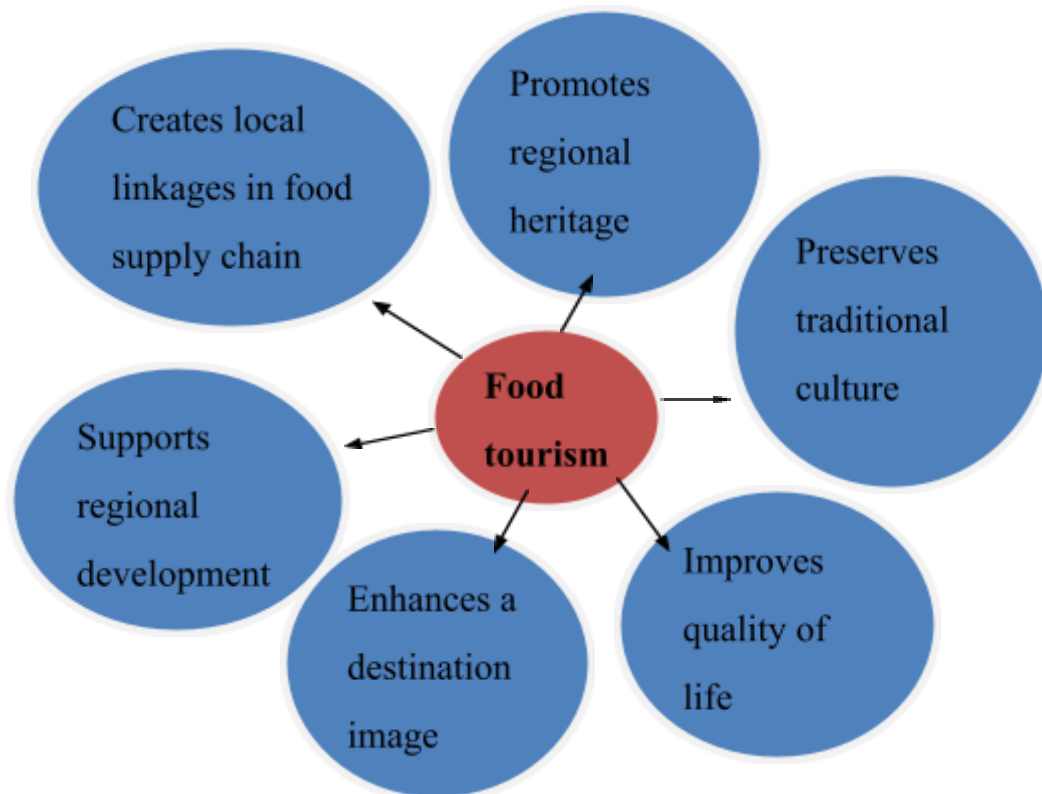 Creates local
linkages in food
supply chain
Promotes
regional
heritage
Preserves
traditional
culture
Food
tourism
Supports
regional
development
Enhances a
destination
image
Improves
quality of
life